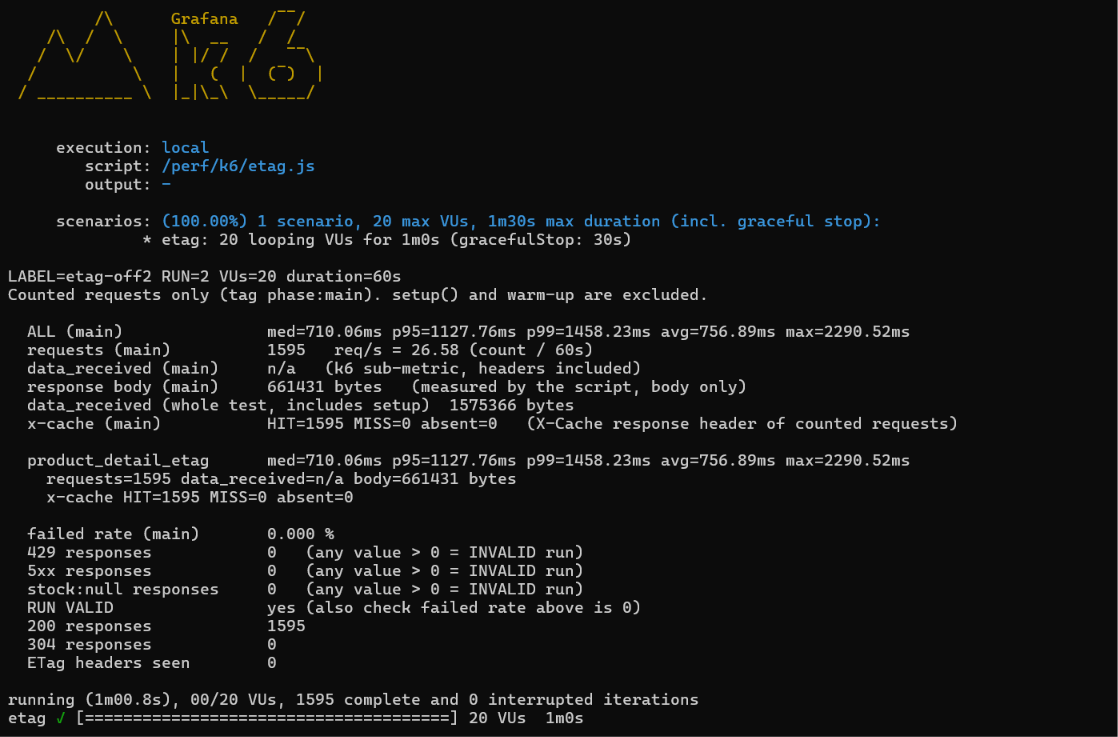 Grafana
k6
execution: local
script: /perf/k6/etag.js
output: -
scenarios: (100.00%) 1 scenario, 20 max VUs, 1m30s max duration (incl. graceful stop):
* etag: 20 looping VUs for 1m0s (gracefulStop: 30s)
LABEL=etag-off2 RUN=2 VUs=20 duration=60s
Counted requests only (tag phase:main). setup() and warm-up are excluded.
ALL (main) med=710.06ms p95=1127.76ms p99=1458.23ms avg=756.89ms max=2290.52ms
requests (main) 1595 req/s = 26.58 (count / 60s)
data_received (main) n/a (k6 sub-metric, headers included)
response body (main) 661431 bytes (measured by the script, body only)
data_received (whole test, includes setup) 1575366 bytes
x-cache (main) HIT=1595 MISS=0 absent=0 (X-Cache response header of counted requests)
product_detail_etag med=710.06ms p95=1127.76ms p99=1458.23ms avg=756.89ms max=2290.52ms
requests=1595 data_received=n/a body=661431 bytes
x-cache HIT=1595 MISS=0 absent=0
failed rate (main) 0.000 %
429 responses 0 (any value > 0 = INVALID run)
5xx responses 0 (any value > 0 = INVALID run)
stock:null responses 0 (any value > 0 = INVALID run)
RUN VALID yes (also check failed rate above is 0)
200 responses 1595
304 responses 0
ETag headers seen 0
running (1m00.8s), 00/20 VUs, 1595 complete and 0 interrupted iterations
etag ✓ [======================================] 20 VUs 1m0s